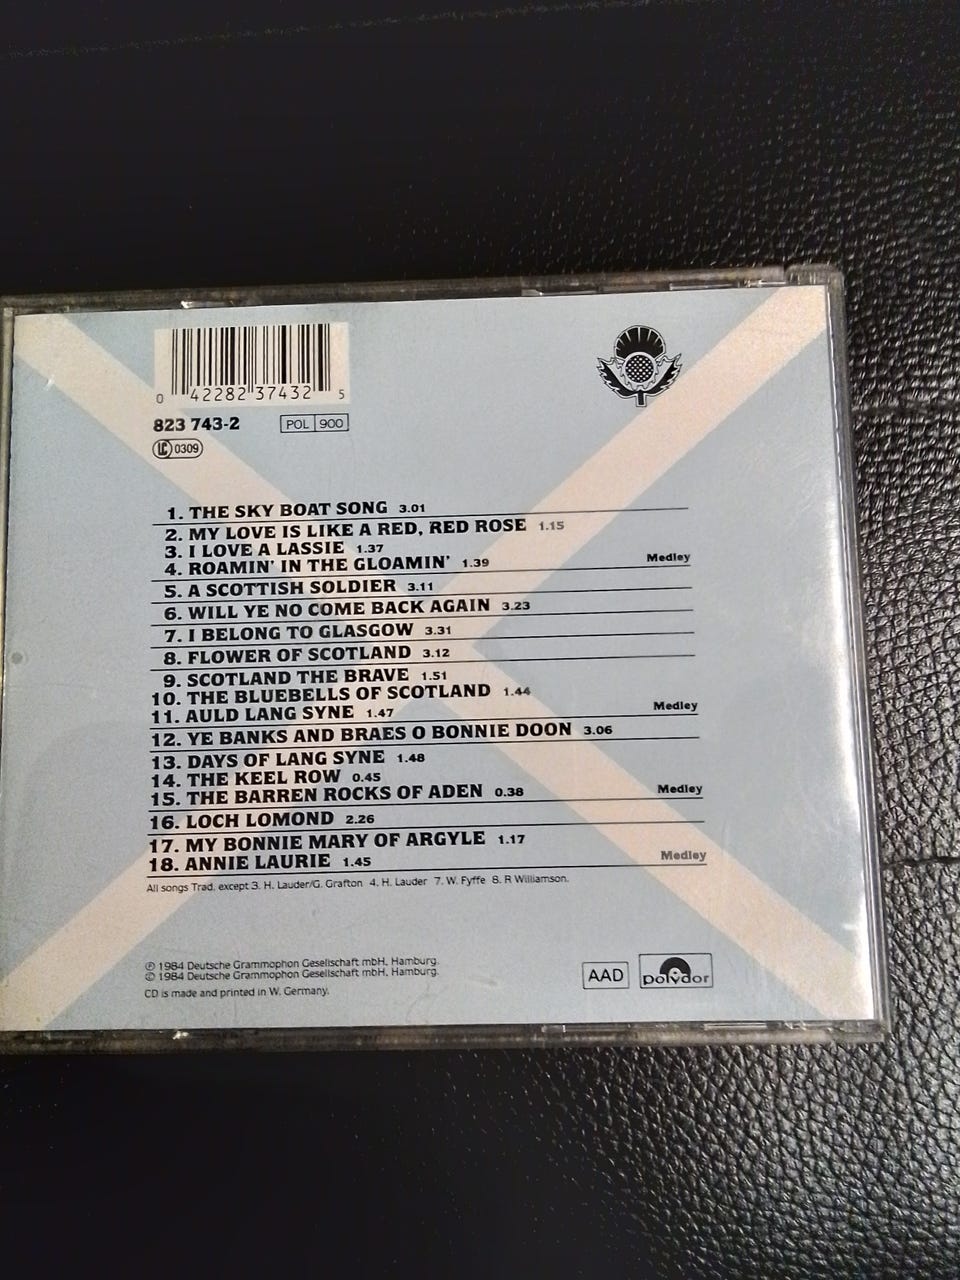 0 42282 37432 5
823 743-2
POL 900
LC 0309
1. THE SKY BOAT SONG 3.01
2. MY LOVE IS LIKE A RED, RED ROSE 1.15
3. I LOVE A LASSIE 1.37
4. ROAMIN' IN THE GLOAMIN' 1.39 Medley
5. A SCOTTISH SOLDIER 3.11
6. WILL YE NO COME BACK AGAIN 3.23
7. I BELONG TO GLASGOW 3.31
8. FLOWER OF SCOTLAND 3.12
9. SCOTLAND THE BRAVE 1.51
10. THE BLUEBELLS OF SCOTLAND 1.44
11. AULD LANG SYNE 1.47 Medley
12. YE BANKS AND BRAES O BONNIE DOON 3.06
13. DAYS OF LANG SYNE 1.48
14. THE KEEL ROW 0.45
15. THE BARREN ROCKS OF ADEN 0.38 Medley
16. LOCH LOMOND 2.26
17. MY BONNIE MARY OF ARGYLE 1.17
18. ANNIE LAURIE 1.45 Medley
All songs Trad. except 3. H. Lauder/G. Grafton 4. H. Lauder 7. W. Fyffe 8. R Williamson.
℗ 1984 Deutsche Grammophon Gesellschaft mbH, Hamburg.
© 1984 Deutsche Grammophon Gesellschaft mbH, Hamburg.
CD is made and printed in W. Germany.
AAD
polydor